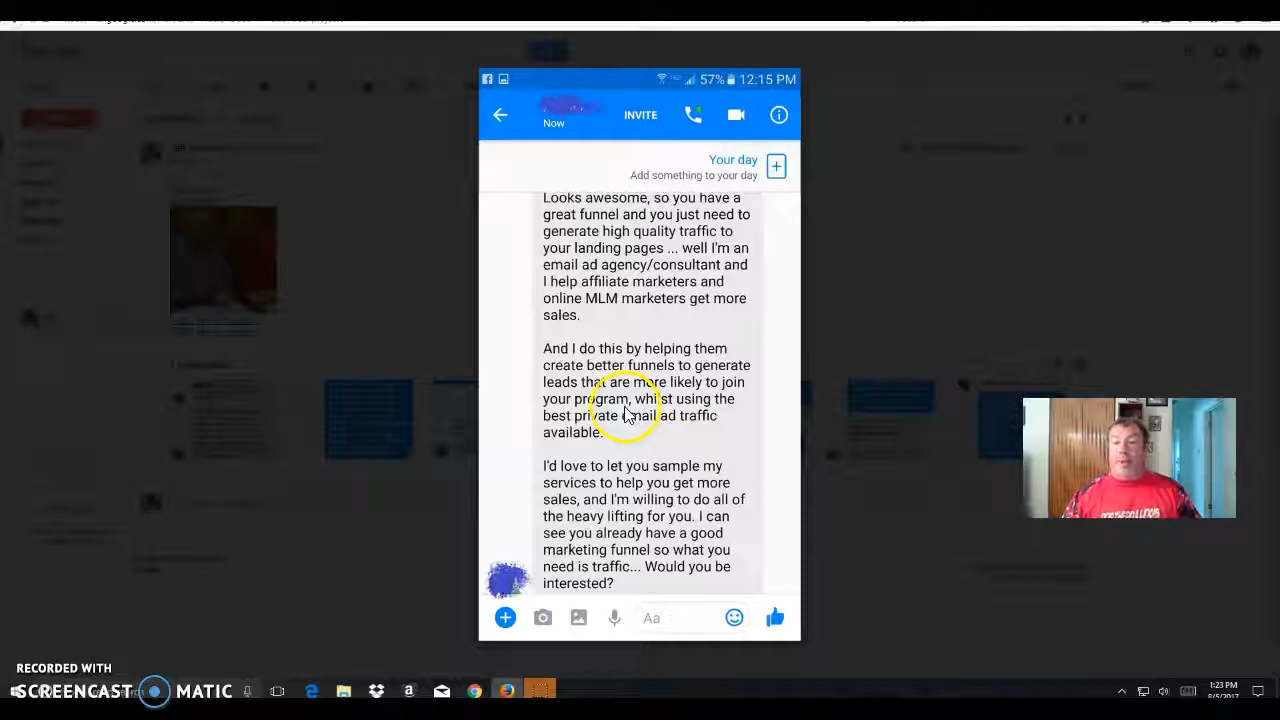 57% 12:15 PM
Now
INVITE
Your day
Add something to your day
Looks awesome, so you have a
great funnel and you just need to
generate high quality traffic to
your landing pages ... well I'm an
email ad agency/consultant and
I help affiliate marketers and
online MLM marketers get more
sales.
And I do this by helping them
create better funnels to generate
leads that are more likely to join
your program, whilst using the
best private email ad traffic
available.
I'd love to let you sample my
services to help you get more
sales, and I'm willing to do all of
the heavy lifting for you. I can
see you already have a good
marketing funnel so what you
need is traffic... Would you be
interested?
Aa
RECORDED WITH
SCREENCAST MATIC
1:23 PM
8/5/2017